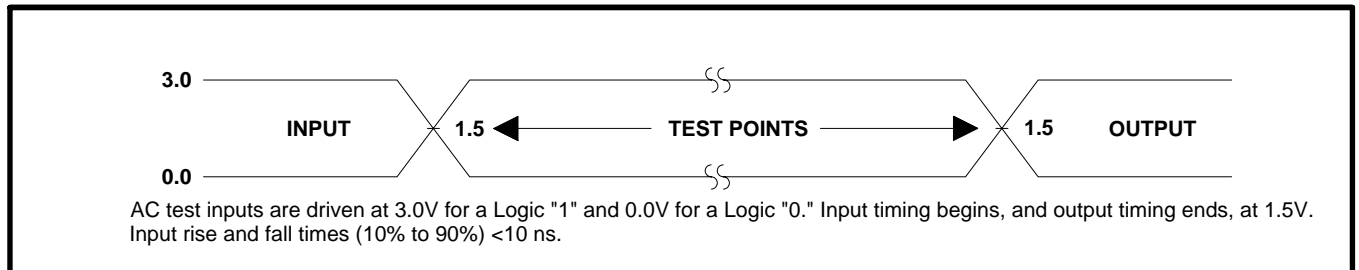 3.0
INPUT 1.5 TEST POINTS 1.5 OUTPUT
0.0
AC test inputs are driven at 3.0V for a Logic "1" and 0.0V for a Logic "0." Input timing begins, and output timing ends, at 1.5V.
Input rise and fall times (10% to 90%) <10 ns.